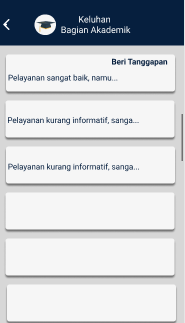 Keluhan
Bagian Akademik
Beri Tanggapan
Pelayanan sangat baik, namu...
Pelayanan kurang informatif, sanga...
Pelayanan kurang informatif, sanga...